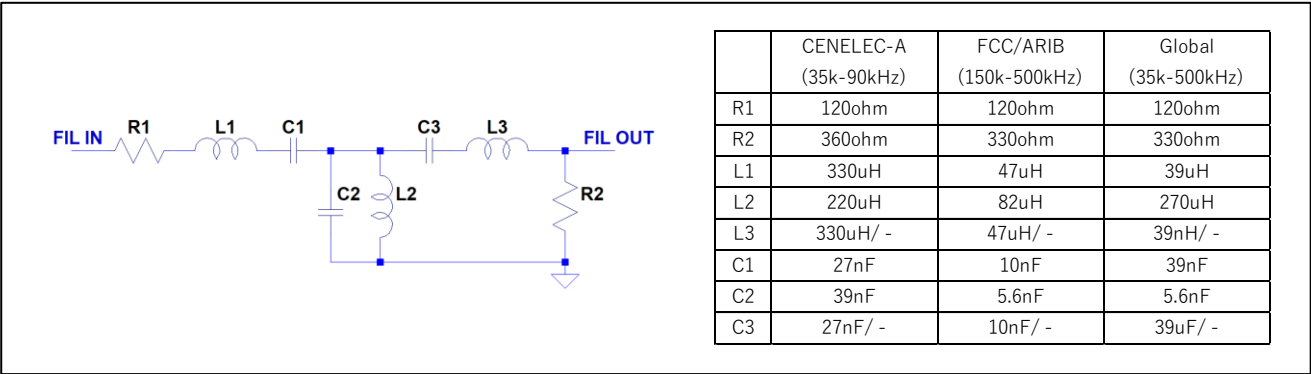 FIL IN R1 L1 C1 C3 L3 FIL OUT
C2 L2 R2
CENELEC-A FCC/ARIB Global
(35k-90kHz) (150k-500kHz) (35k-500kHz)
R1 120ohm 120ohm 120ohm
R2 360ohm 330ohm 330ohm
L1 330uH 47uH 39uH
L2 220uH 82uH 270uH
L3 330uH/ - 47uH/ - 39nH/ -
C1 27nF 10nF 39nF
C2 39nF 5.6nF 5.6nF
C3 27nF/ - 10nF/ - 39uF/ -